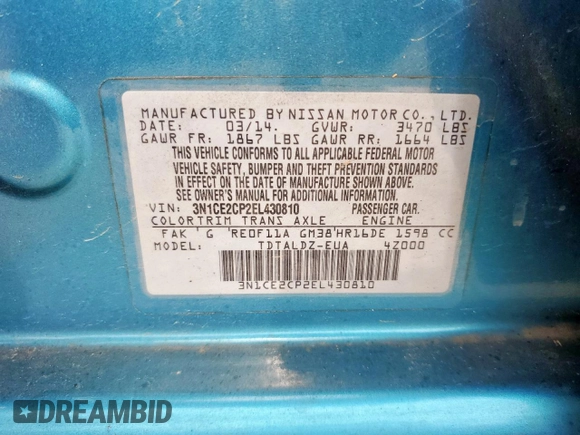 MANUFACTURED BY NISSAN MOTOR CO., LTD.
DATE: 03/14. GVWR: 3470 LBS
GAWR FR: 1867 LBS GAWR RR: 1664 LBS
THIS VEHICLE CONFORMS TO ALL APPLICABLE FEDERAL MOTOR
VEHICLE SAFETY, BUMPER AND THEFT PREVENTION STANDARDS
IN EFFECT ON THE DATE OF MANUFACTURE SHOWN ABOVE.
SEE OWNER'S MANUAL FOR ADDITIONAL INFORMATION.
VIN: 3N1CE2CP2EL430810 PASSENGER CAR.
COLOR TRIM TRANS AXLE ENGINE
FAK ' G 'RE0F11A GM38'HR16DE 1598 CC
MODEL: TDTALDZ-EUA 4Z000
3N1CE2CP2EL430810
DREAMBID